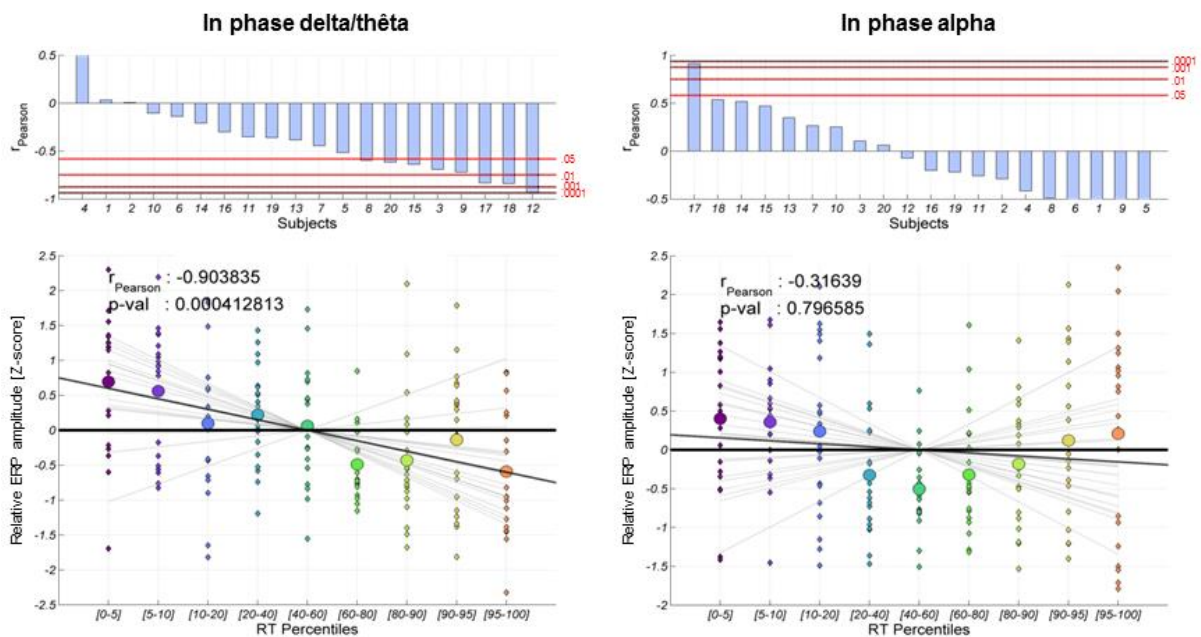 In phase delta/thêta
0.5
0
-0.5
-1
r Pearson
.05
.01
.001
.0001
4 1 2 10 6 14 16 11 19 13 7 5 8 20 15 3 9 17 18 12
Subjects
2.5
2
1.5
1
0.5
0
-0.5
-1
-1.5
-2
-2.5
Relative ERP amplitude [Z-score]
r Pearson : -0.903835
p-val : 0.000412813
[0-5] [5-10] [10-20] [20-40] [40-60] [60-80] [80-90] [90-95] [95-100]
RT Percentiles
In phase alpha
1
0.5
0
-0.5
r Pearson
.0001
.001
.01
.05
17 18 14 15 13 7 10 3 20 12 16 19 11 2 4 8 6 1 9 5
Subjects
2.5
2
1.5
1
0.5
0
-0.5
-1
-1.5
-2
Relative ERP amplitude [Z-score]
r Pearson : -0.31639
p-val : 0.796585
[0-5] [5-10] [10-20] [20-40] [40-60] [60-80] [80-90] [90-95] [95-100]
RT Percentiles